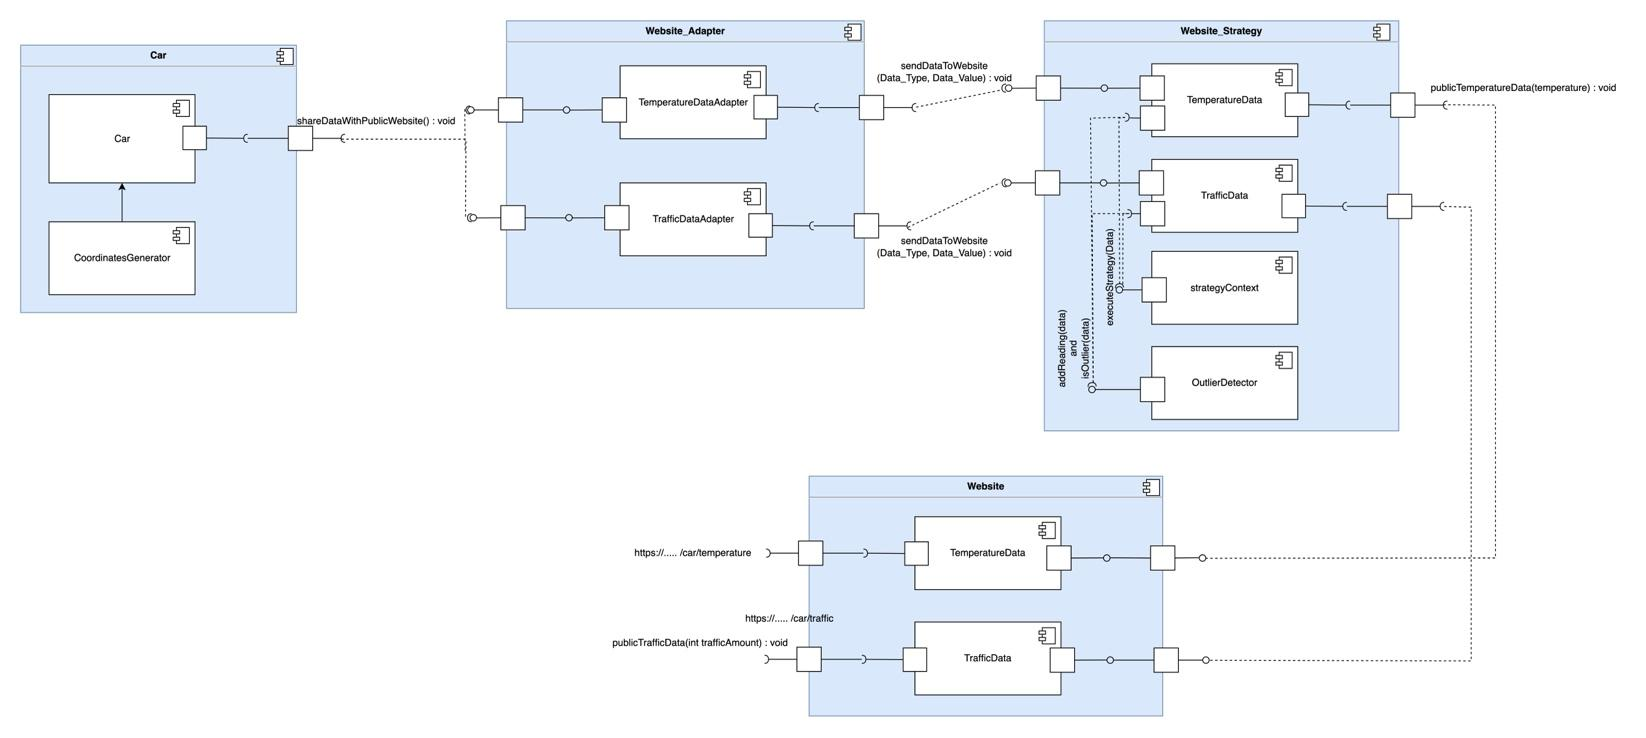 Car
Car
CoordinatesGenerator
shareDataWithPublicWebsite() : void
Website_Adapter
TemperatureDataAdapter
TrafficDataAdapter
sendDataToWebsite
(Data_Type, Data_Value) : void
sendDataToWebsite
(Data_Type, Data_Value) : void
Website_Strategy
TemperatureData
TrafficData
strategyContext
OutlierDetector
executeStrategy(Data)
addReading(data)
and
isOutlier(data)
publicTemperatureData(temperature) : void
Website
https://..... /car/temperature
TemperatureData
https://..... /car/traffic
publicTrafficData(int trafficAmount) : void
TrafficData